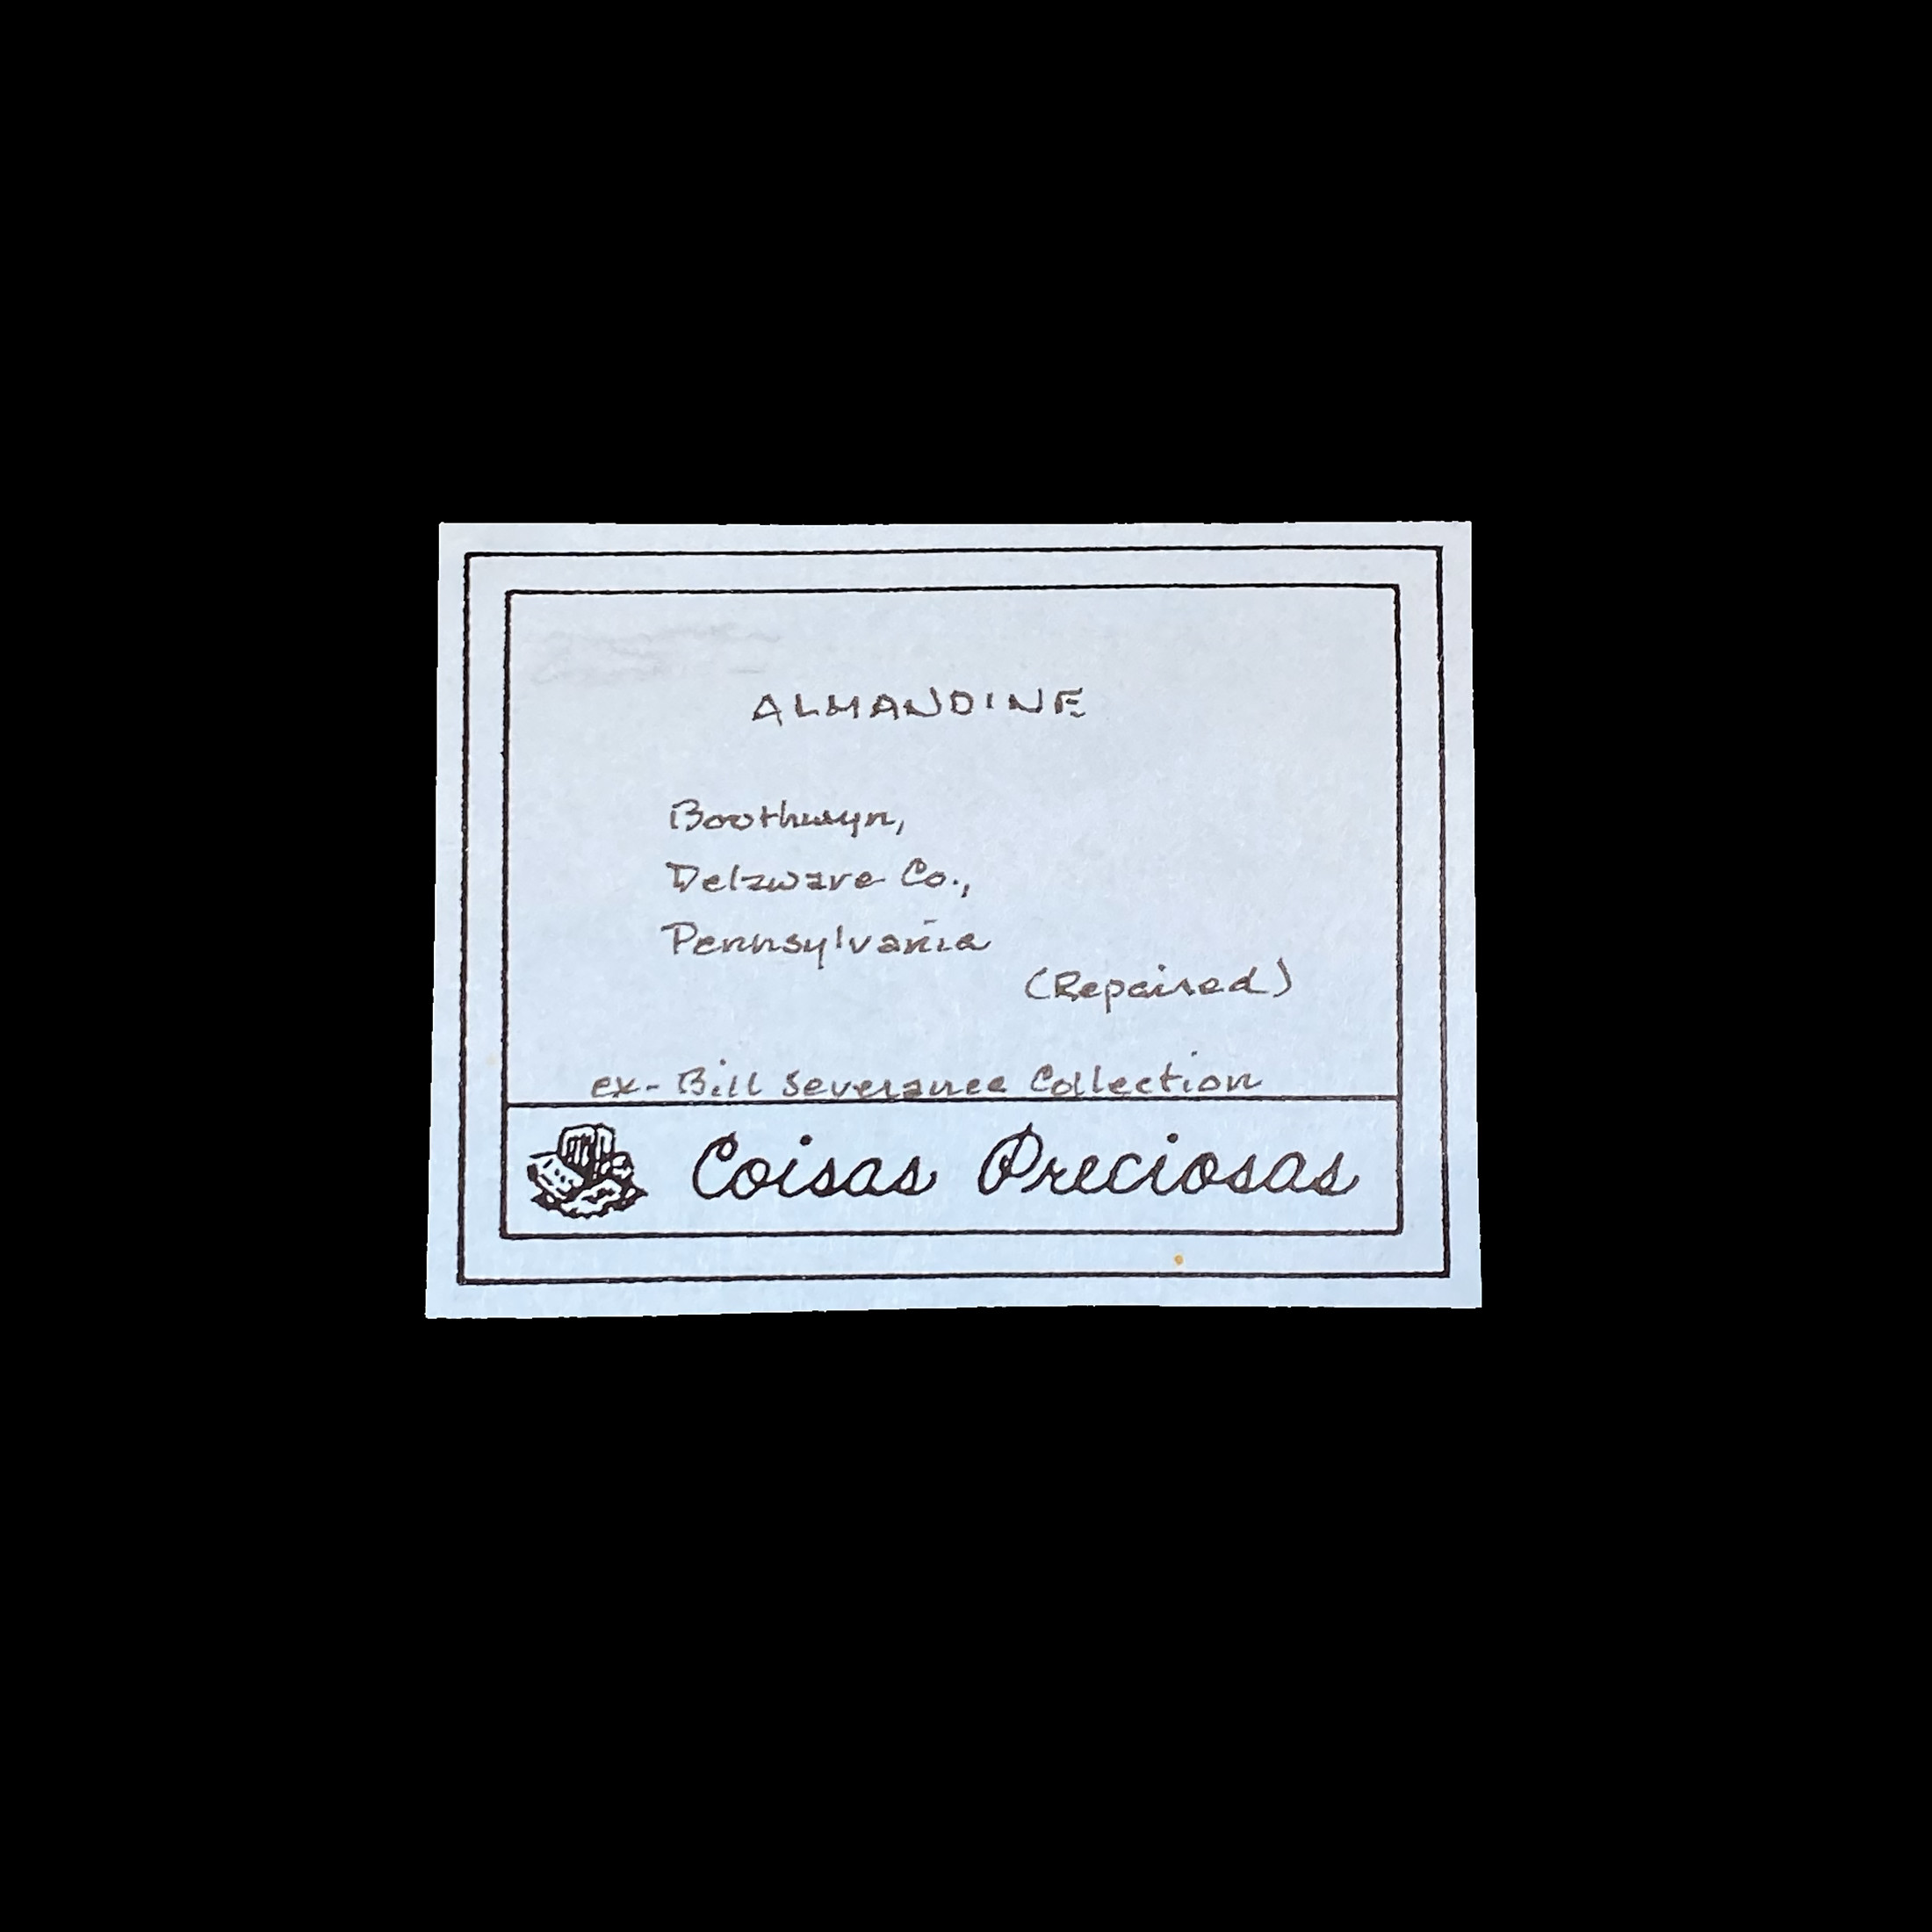 ALMANDINE
Boothwyn,
Delaware Co.,
Pennsylvania
(Repaired)
ex-Bill Severance Collection
Coisas Preciosas